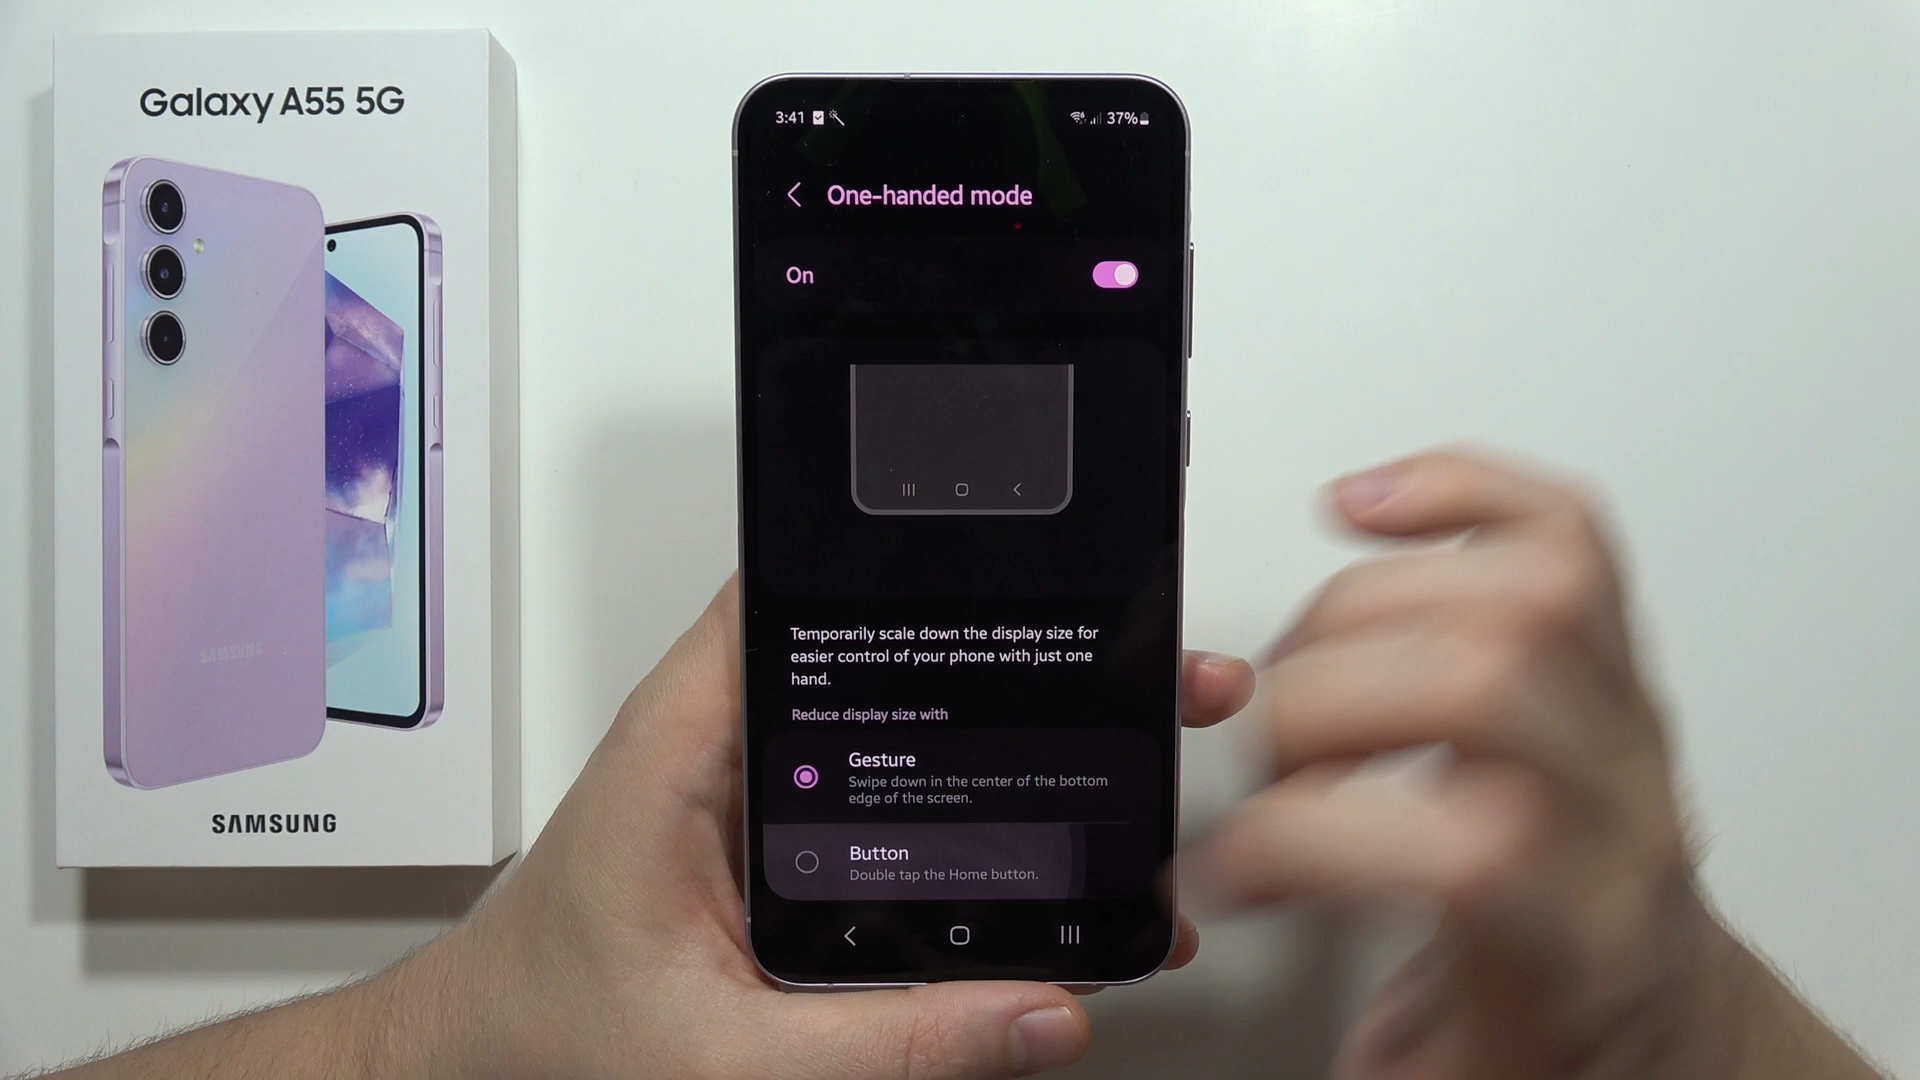 Galaxy A55 5G
SAMSUNG
SAMSUNG
3:41
37%
One-handed mode
On
Temporarily scale down the display size for
easier control of your phone with just one
hand.
Reduce display size with
Gesture
Swipe down in the center of the bottom
edge of the screen.
Button
Double tap the Home button.